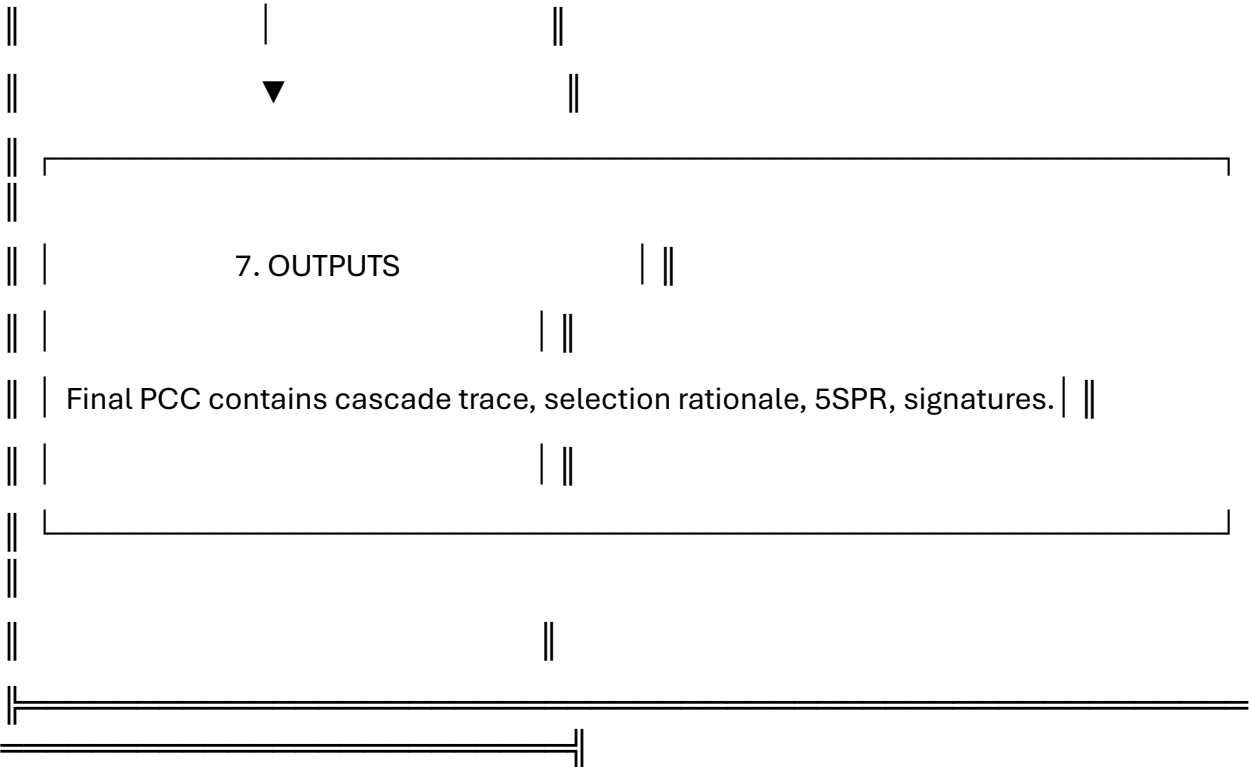 7. OUTPUTS
Final PCC contains cascade trace, selection rationale, 5SPR, signatures.